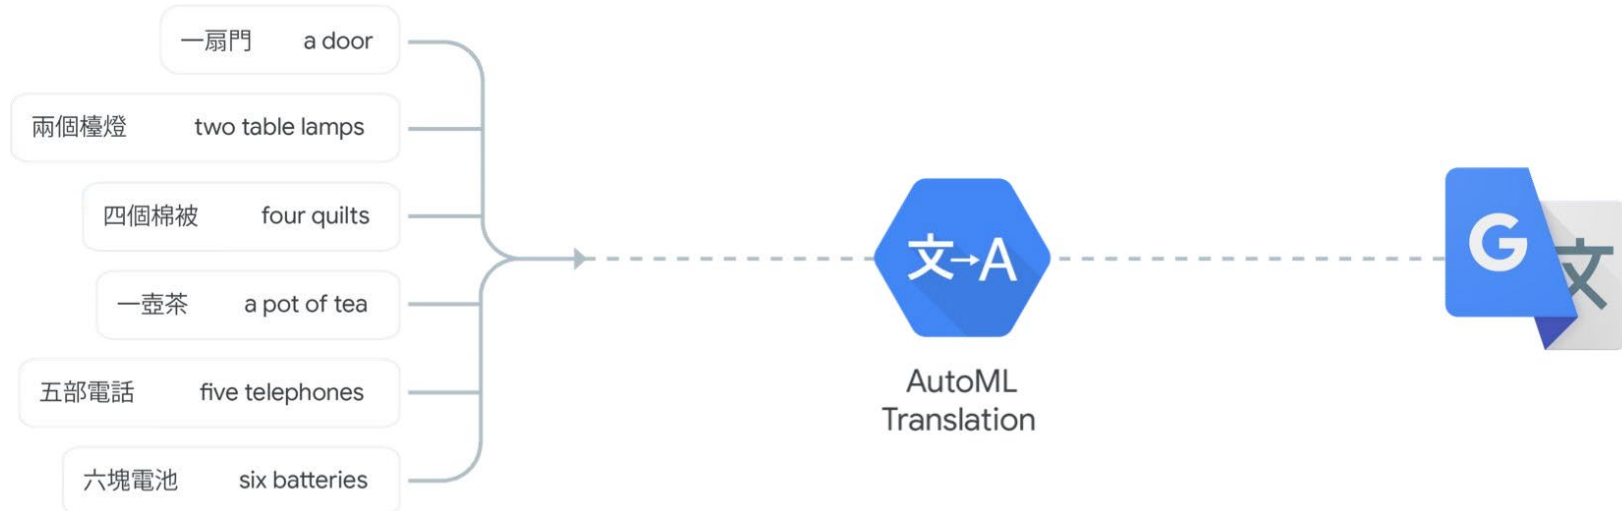 一扇門 a door
兩個檯燈 two table lamps
四個棉被 four quilts
一壺茶 a pot of tea
五部電話 five telephones
六塊電池 six batteries
文→A
AutoML
Translation
G 文